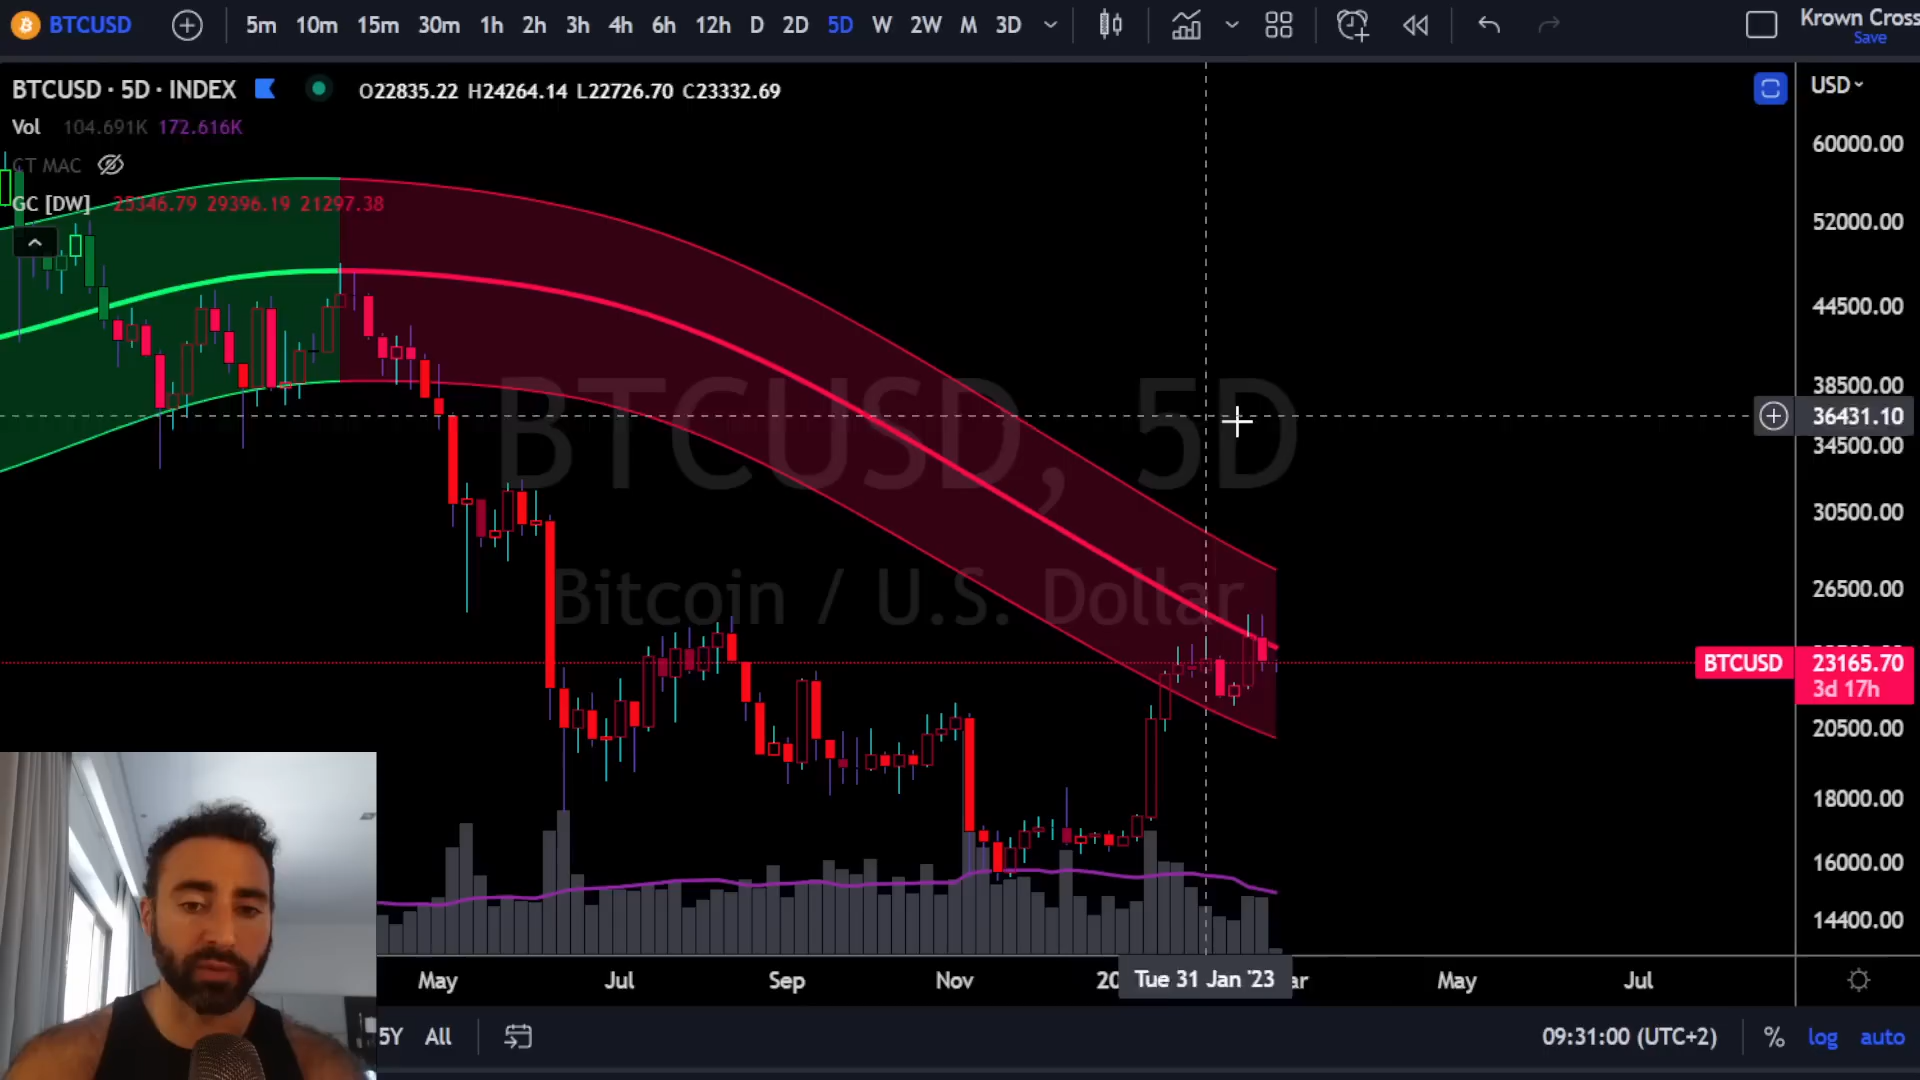 BTCUSD 5m 10m 15m 30m 1h 2h 3h 4h 6h 12h D 2D 5D W 2W M 3D Krown Cross
Save
BTCUSD · 5D · INDEX O22835.22 H24264.14 L22726.70 C23332.69
USD
Vol 104.691K 172.616K
CT MAC
GC [DW] 25346.79 29396.19 21297.38
60000.00
52000.00
44500.00
38500.00
36431.10
34500.00
30500.00
26500.00
BTCUSD, 5D
Bitcoin / U.S. Dollar
BTCUSD 23165.70
3d 17h
20500.00
18000.00
16000.00
14400.00
May Jul Sep Nov 20 Tue 31 Jan '23 ar May Jul
5Y All 09:31:00 (UTC+2) % log auto